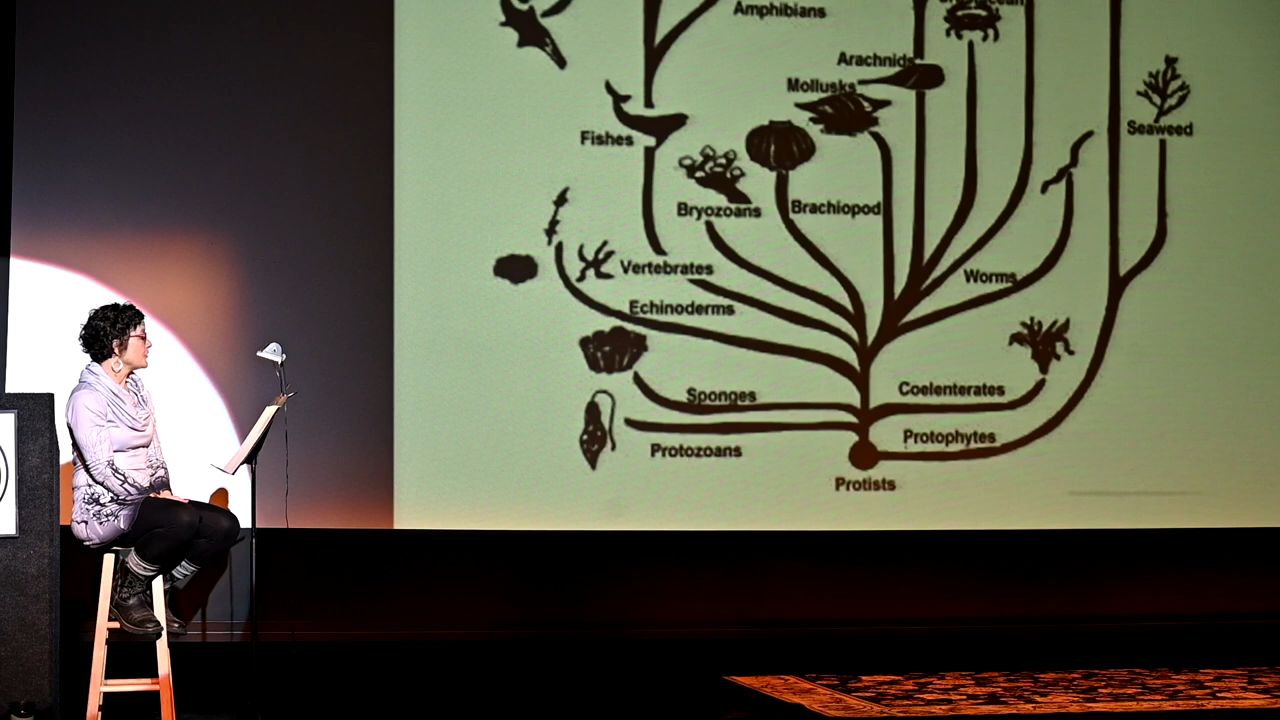 Amphibians
Arachnids
Mollusks
Seaweed
Fishes
Bryozoans
Brachiopod
Vertebrates
Worms
Echinoderms
Sponges
Coelenterates
Protophytes
Protozoans
Protists